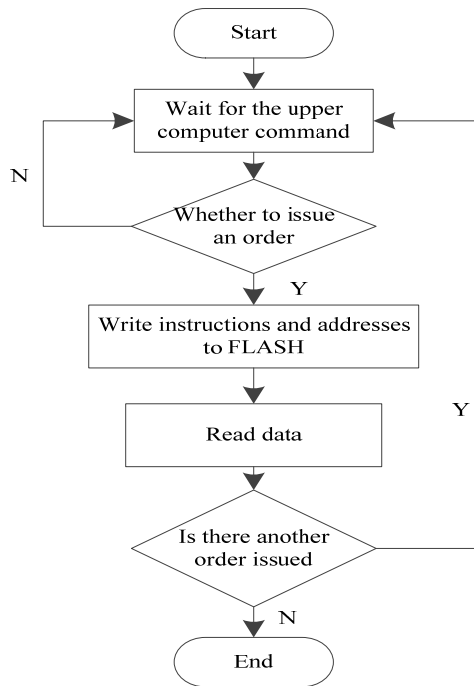 Start
Wait for the upper
computer command
N
Whether to issue
an order
Y
Write instructions and addresses
to FLASH
Read data
Y
Is there another
order issued
N
End